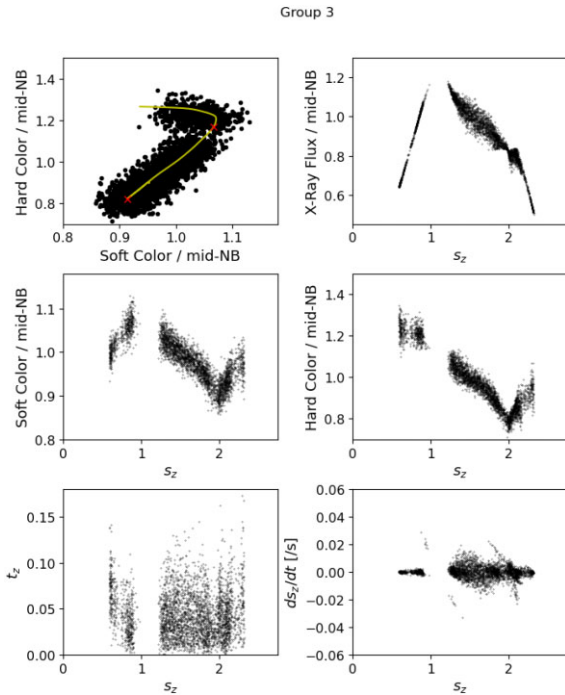 Group 3
Hard Color / mid-NB
1.4
1.2
1.0
0.8
0.8 0.9 1.0 1.1
Soft Color / mid-NB
X-Ray Flux / mid-NB
1.2
1.0
0.8
0.6
0 1 2
s_z
Soft Color / mid-NB
1.1
1.0
0.9
0.8
0 1 2
s_z
Hard Color / mid-NB
1.4
1.2
1.0
0.8
0 1 2
s_z
t_z
0.15
0.10
0.05
0.00
0 1 2
s_z
ds_z/dt [/s]
0.06
0.04
0.02
0.00
−0.02
−0.04
−0.06
0 1 2
s_z